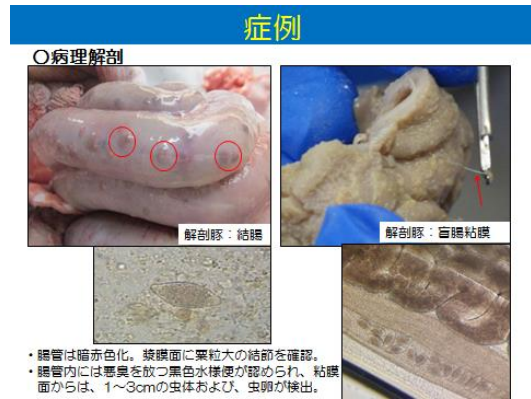 症例
〇病理解剖
解剖豚：結腸
解剖豚：盲腸粘膜
・腸管は暗赤色化。漿膜面に粟粒大の結節を確認。
・腸管内には悪臭を放つ黒色水様便が認められ、粘膜
面からは、1～3cmの虫体および、虫卵が検出。